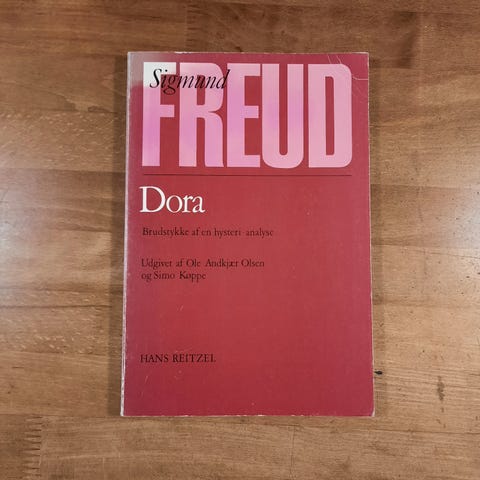 Sigmund
FREUD
Dora
Brudstykke af en hysteri-analyse
Udgivet af Ole Andkjær Olsen
og Simo Køppe
HANS REITZEL